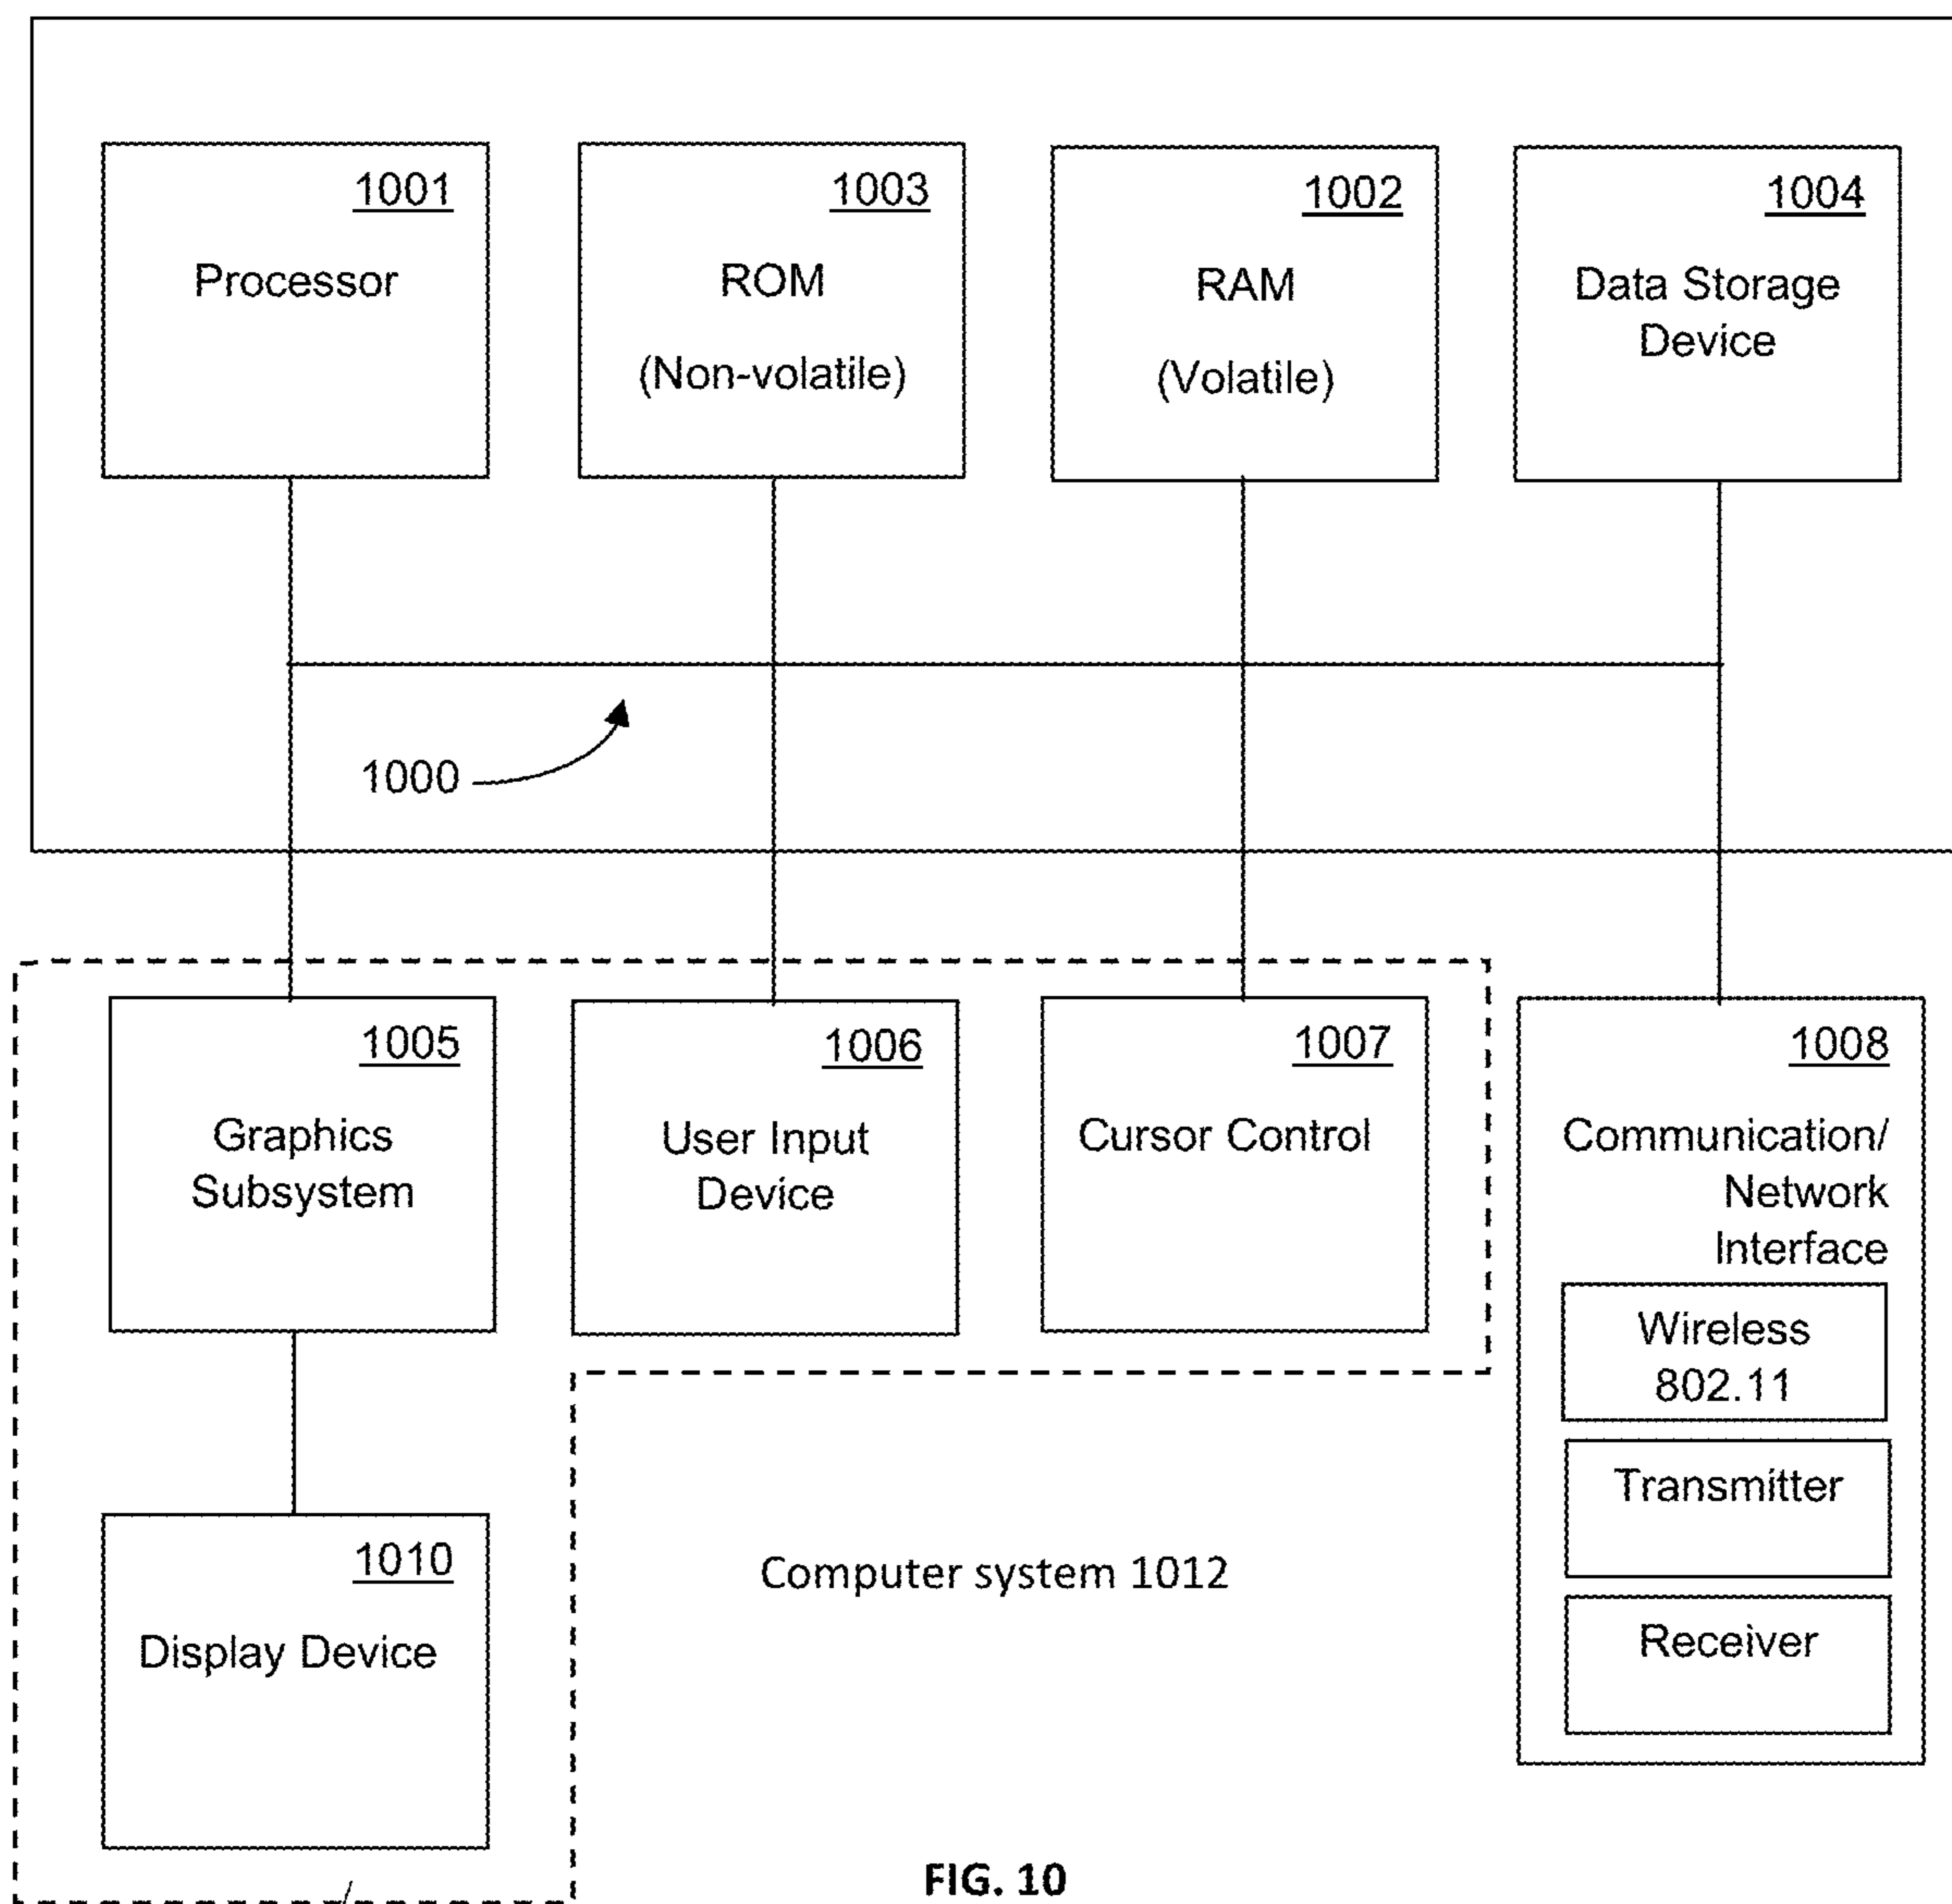 1001
Processor
1003
ROM
(Non-volatile)
1002
RAM
(Volatile)
1004
Data Storage
Device
1000
1005
Graphics
Subsystem
1006
User Input
Device
1007
Cursor Control
1008
Communication/
Network
Interface
Wireless
802.11
Transmitter
Receiver
1010
Display Device
Computer system 1012
FIG. 10